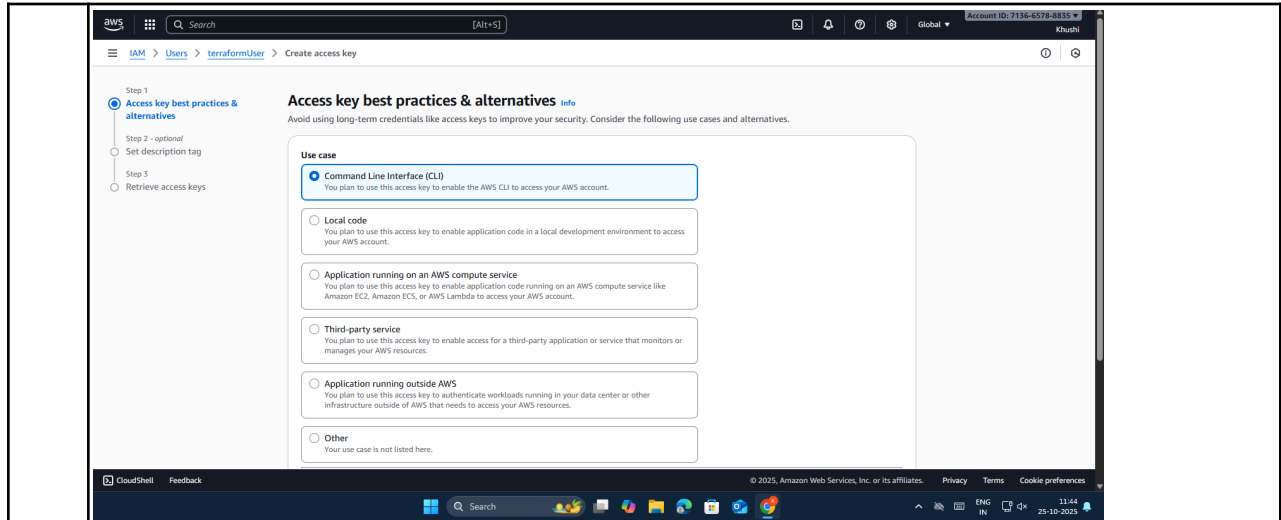 aws
Search
[Alt+S]
Global
Account ID: 7136-6578-8835
Khushi
IAM > Users > terraformUser > Create access key
Step 1
Access key best practices &
alternatives
Step 2 - optional
Set description tag
Step 3
Retrieve access keys
Access key best practices & alternatives Info
Avoid using long-term credentials like access keys to improve your security. Consider the following use cases and alternatives.
Use case
Command Line Interface (CLI)
You plan to use this access key to enable the AWS CLI to access your AWS account.
Local code
You plan to use this access key to enable application code in a local development environment to access
your AWS account.
Application running on an AWS compute service
You plan to use this access key to enable application code running on an AWS compute service like
Amazon EC2, Amazon ECS, or AWS Lambda to access your AWS account.
Third-party service
You plan to use this access key to enable access for a third-party application or service that monitors or
manages your AWS resources.
Application running outside AWS
You plan to use this access key to authenticate workloads running in your data center or other
infrastructure outside of AWS that needs to access your AWS resources.
Other
Your use case is not listed here.
CloudShell Feedback
© 2025, Amazon Web Services, Inc. or its affiliates. Privacy Terms Cookie preferences
Search
ENG
IN
11:44
25-10-2025